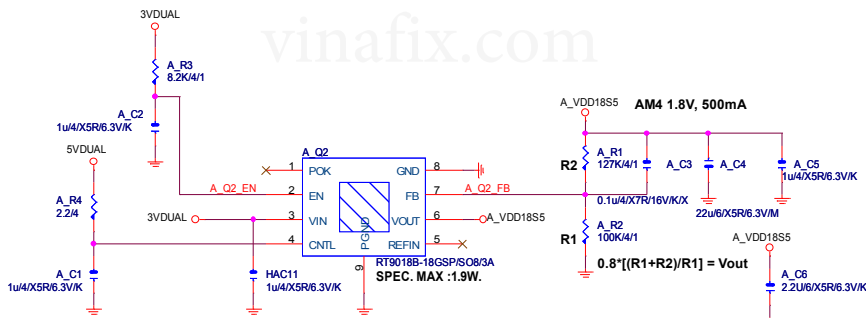 vinafix.com
3VDUAL
A_R3
8.2K/4/1
A_C2
1u/4/X5R/6.3V/K
5VDUAL
A_R4
2.2/4
A_C1
1u/4/X5R/6.3V/K
A_Q2_EN
3VDUAL
HAC11
1u/4/X5R/6.3V/K
A_Q2
1 POK GND 8
2 EN FB 7
3 VIN VOUT 6
4 CNTL REFIN 5
PGND
9
RT9018B-18GSP/SO8/3A
SPEC. MAX :1.9W.
A_Q2_FB
A_VDD18S5
A_VDD18S5
AM4 1.8V, 500mA
R2
A_R1
127K/4/1
A_C3
0.1u/4/X7R/16V/K/X
A_C4
22u/6/X5R/6.3V/M
A_C5
1u/4/X5R/6.3V/K
R1
A_R2
100K/4/1
0.8*[(R1+R2)/R1] = Vout
A_VDD18S5
A_C6
2.2U/6/X5R/6.3V/K